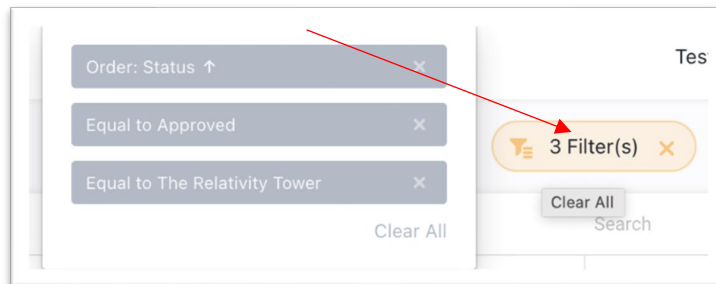 Order: Status ↑ ×
Equal to Approved ×
Equal to The Relativity Tower ×
Clear All
Tes
3 Filter(s) ×
Clear All
Search